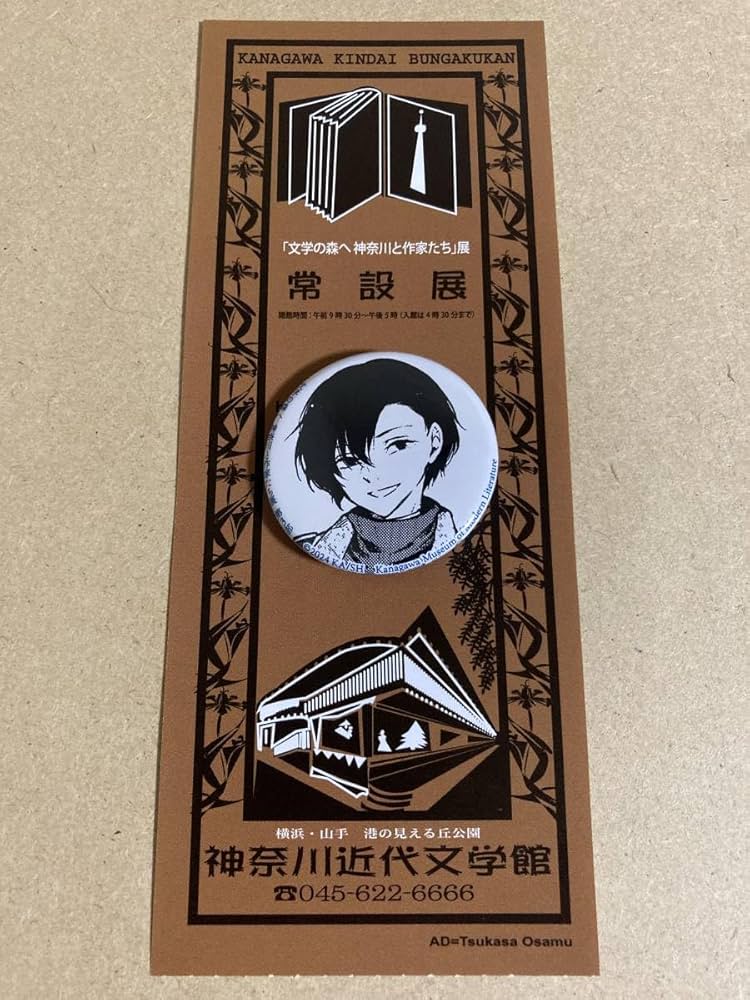 KANAGAWA KINDAI BUNGAKUKAN
「文学の森へ 神奈川と作家たち」展
常設展
開館時間：午前9時30分～午後5時（入館は4時30分まで）
©2024 KA/SH Kanagawa Museum of Modern Literature
横浜・山手 港の見える丘公園
神奈川近代文学館
☎045-622-6666
AD=Tsukasa Osamu